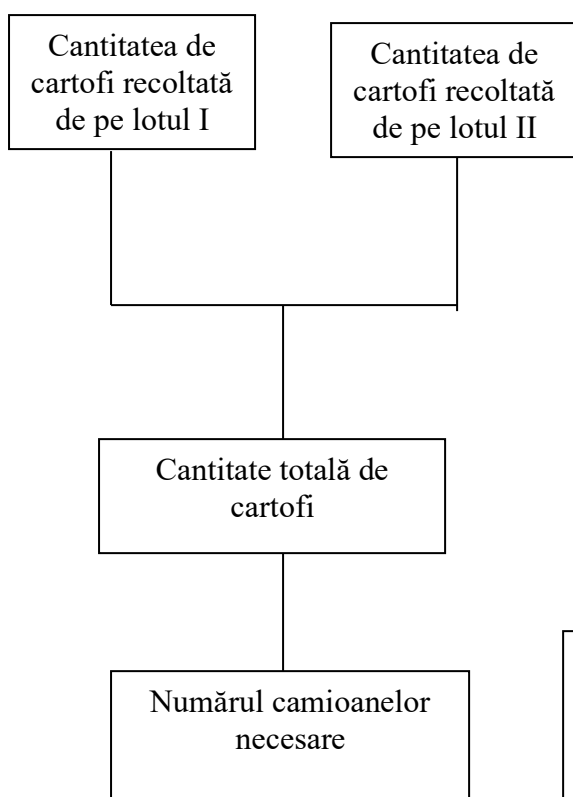 Cantitatea de
cartofi recoltată
de pe lotul I
Cantitatea de
cartofi recoltată
de pe lotul II
Cantitate totală de
cartofi
Numărul camioanelor
necesare